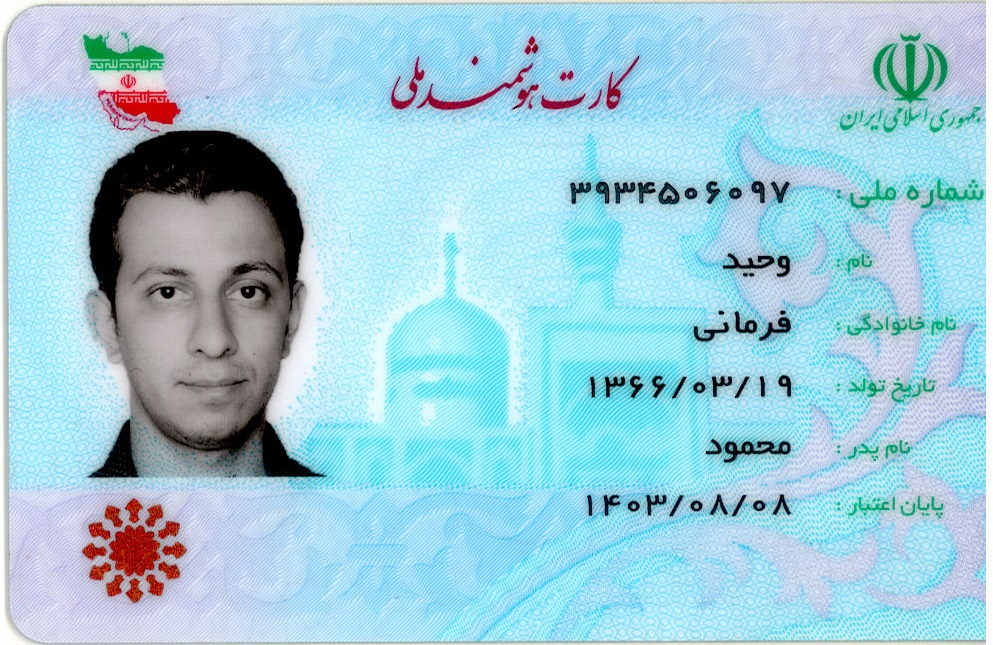 کارت هوشمند ملی
جمهوری اسلامی ایران
شماره ملی : ۳۹۳۴۵۰۶۰۹۷
نام : وحید
نام خانوادگی : فرمانی
تاریخ تولد : ۱۳۶۶/۰۳/۱۹
نام پدر : محمود
پایان اعتبار : ۱۴۰۳/۰۸/۰۸